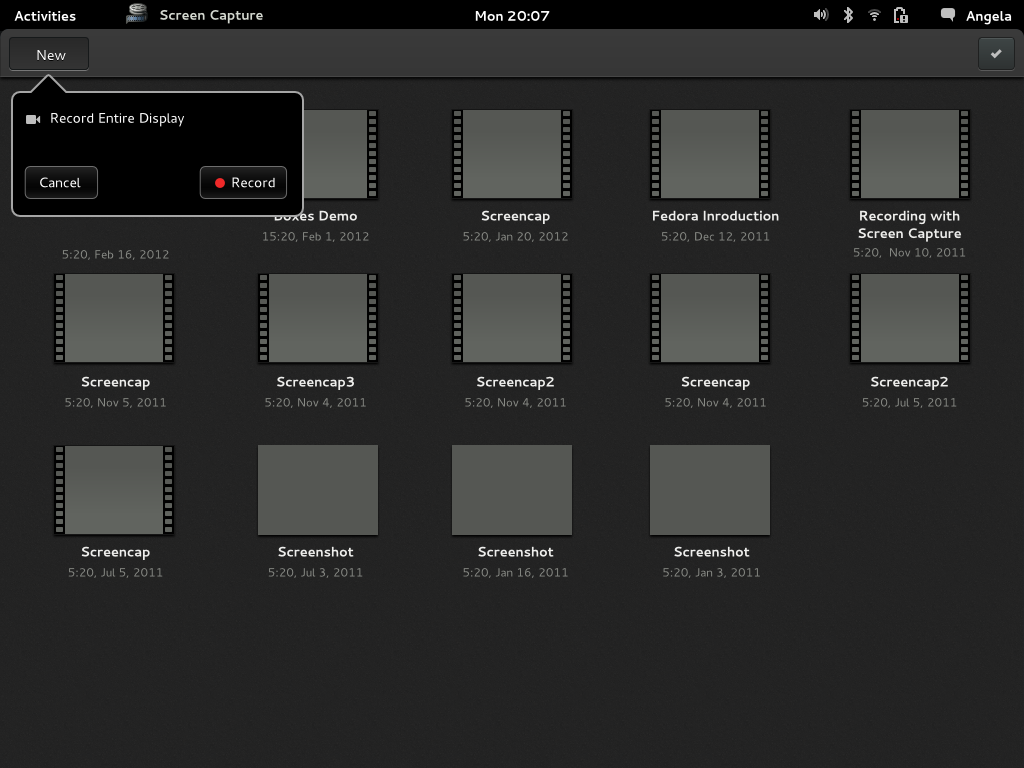 Activities Screen Capture Mon 20:07 Angela
New
Record Entire Display
Cancel Record
Boxes Demo Screencap Fedora Inroduction Recording with
Screen Capture
15:20, Feb 1, 2012 5:20, Jan 20, 2012 5:20, Dec 12, 2011 5:20, Nov 10, 2011
5:20, Feb 16, 2012
Screencap Screencap3 Screencap2 Screencap Screencap2
5:20, Nov 5, 2011 5:20, Nov 4, 2011 5:20, Nov 4, 2011 5:20, Nov 4, 2011 5:20, Jul 5, 2011
Screencap Screenshot Screenshot Screenshot
5:20, Jul 5, 2011 5:20, Jul 3, 2011 5:20, Jan 16, 2011 5:20, Jan 3, 2011